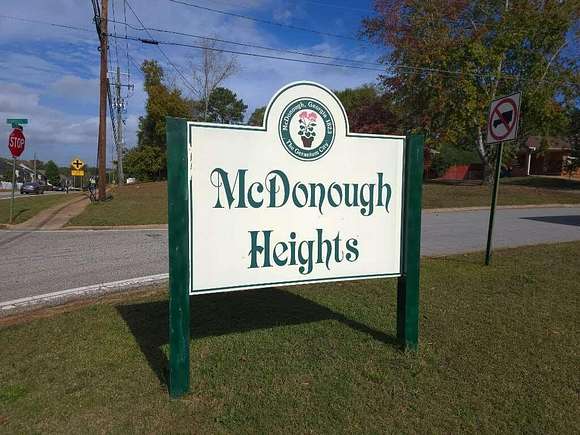 McDonough, Georgia 1823
The Geranium City
McDonough
Heights
STOP